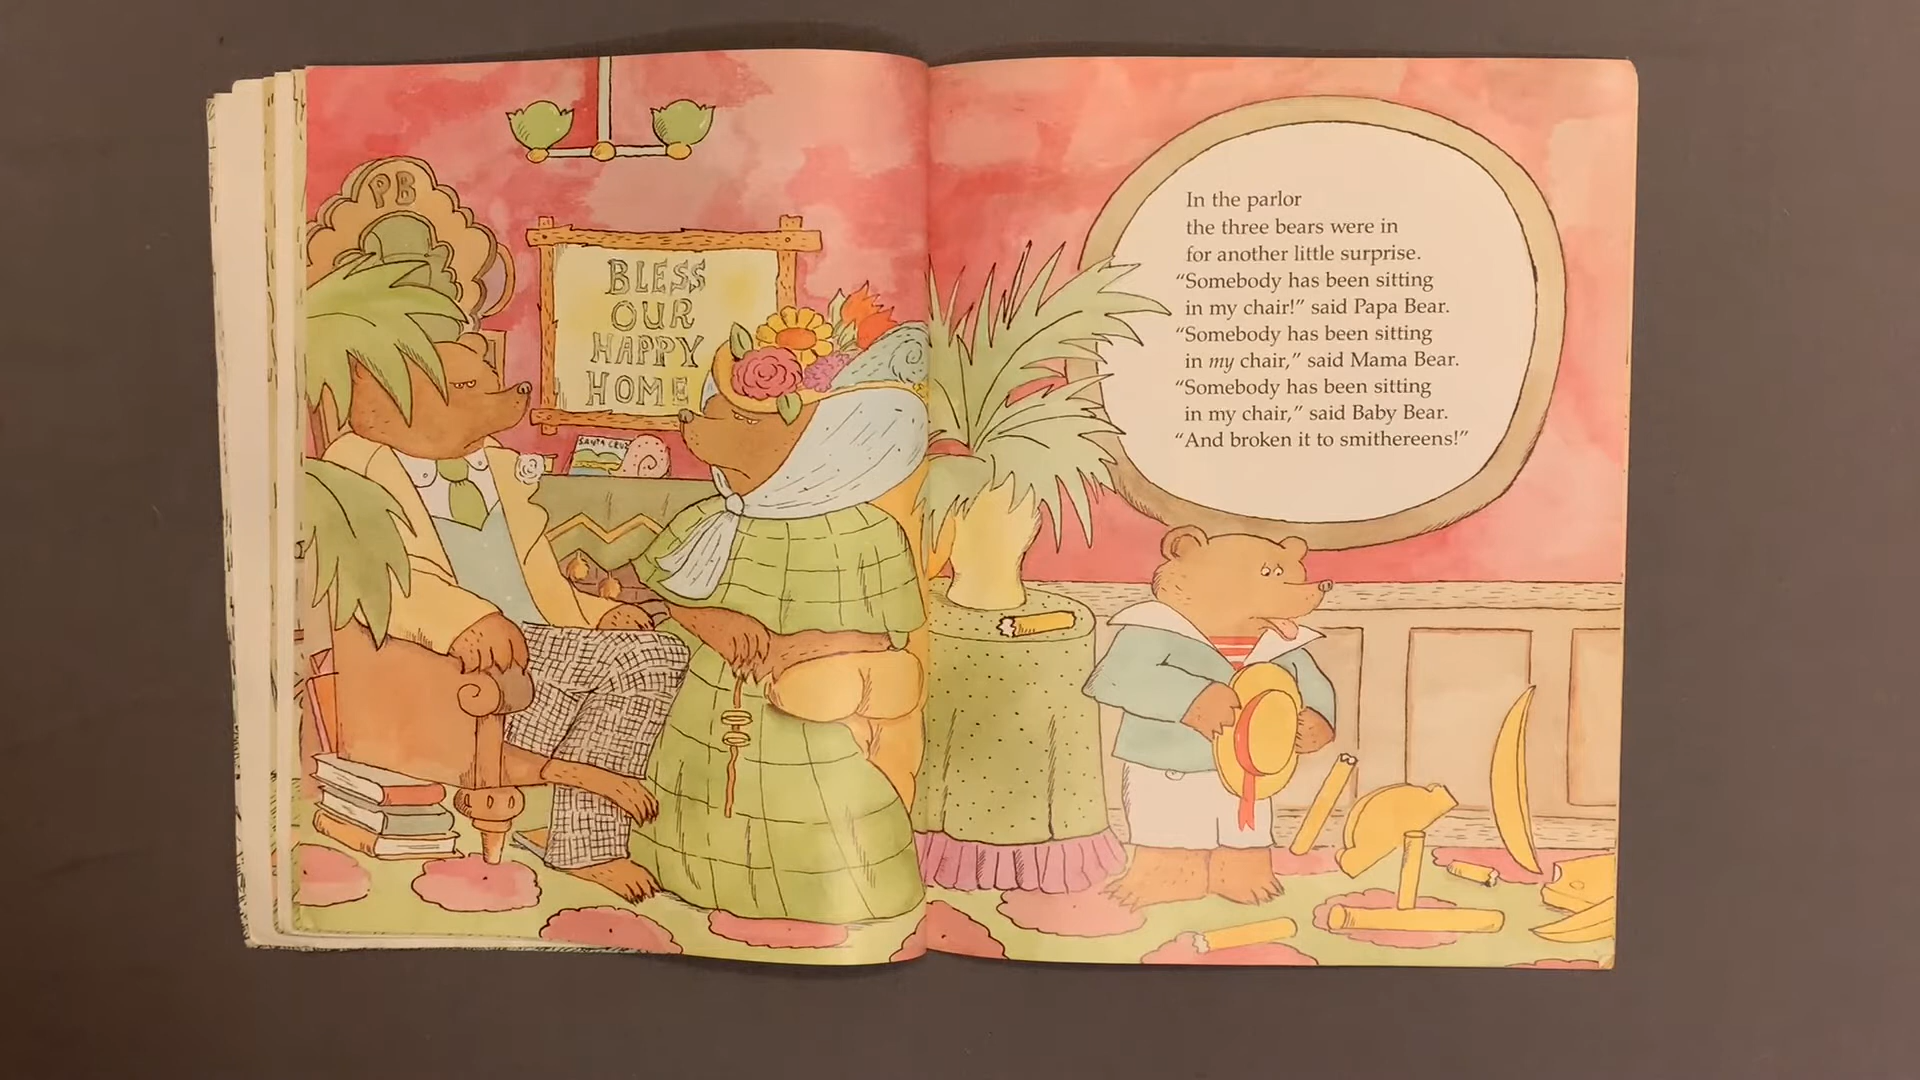 PB
BLESS
OUR
HAPPY
HOME
SANTA CRUZ
In the parlor
the three bears were in
for another little surprise.
“Somebody has been sitting
in my chair!” said Papa Bear.
“Somebody has been sitting
in my chair,” said Mama Bear.
“Somebody has been sitting
in my chair,” said Baby Bear.
“And broken it to smithereens!”